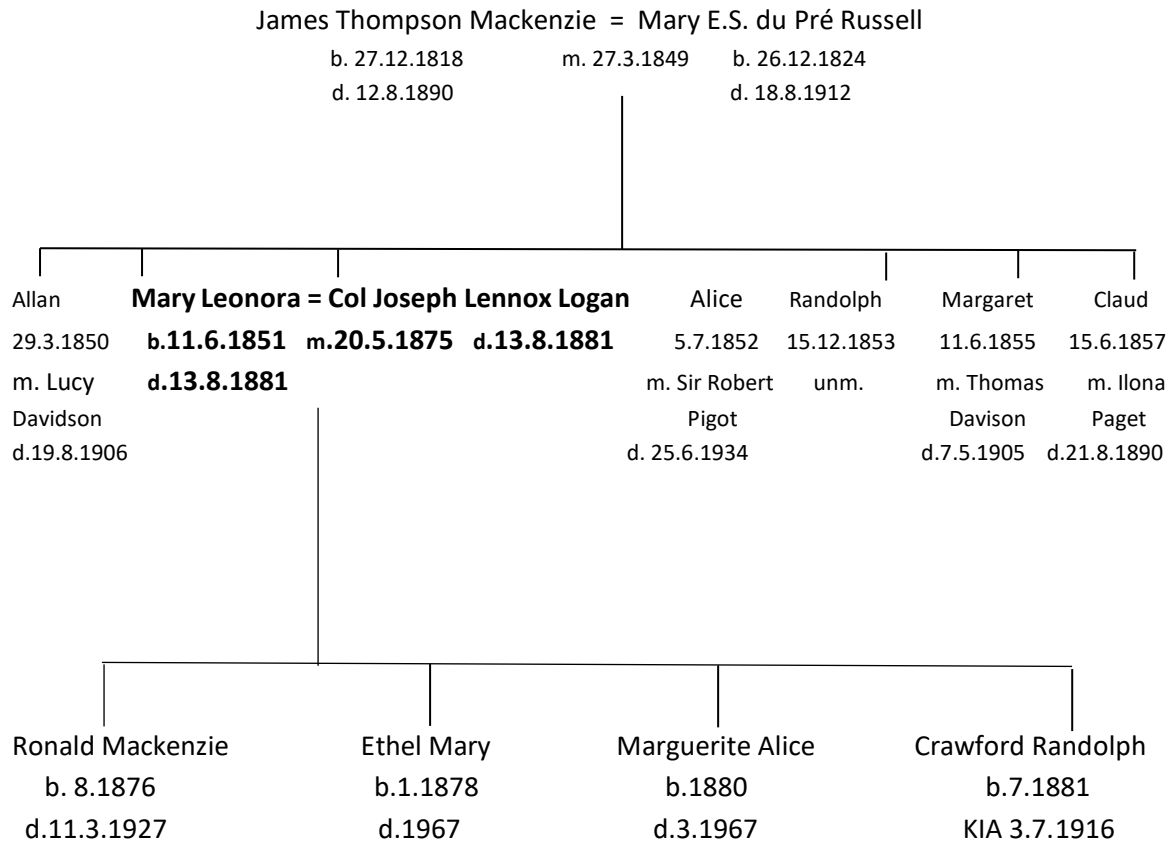 James Thompson Mackenzie = Mary E.S. du Pré Russell
b. 27.12.1818 m. 27.3.1849 b. 26.12.1824
d. 12.8.1890 d. 18.8.1912
Allan Mary Leonora = Col Joseph Lennox Logan Alice Randolph Margaret Claud
29.3.1850 b.11.6.1851 m.20.5.1875 d.13.8.1881 5.7.1852 15.12.1853 11.6.1855 15.6.1857
m. Lucy d.13.8.1881 m. Sir Robert unm. m. Thomas m. Ilona
Davidson Pigot Davison Paget
d.19.8.1906 d. 25.6.1934 d.7.5.1905 d.21.8.1890
Ronald Mackenzie Ethel Mary Marguerite Alice Crawford Randolph
b. 8.1876 b.1.1878 b.1880 b.7.1881
d.11.3.1927 d.1967 d.3.1967 KIA 3.7.1916